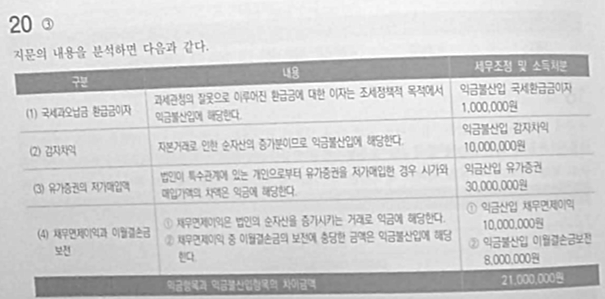 20 ③
지문의 내용을 분석하면 다음과 같다.
구분 내용 세무조정 및 소득처분
(1) 국세과오납금 환급금이자 과세관청의 잘못으로 이루어진 환급금에 대한 이자는 조세정책적 목적에서 익금불산입 국세환급금이자
익금불산입에 해당한다. 1,000,000원
(2) 감자차익 자본거래로 인한 순자산의 증가분이므로 익금불산입에 해당한다. 익금불산입 감자차익
10,000,000원
(3) 유가증권의 저가매입액 법인이 특수관계에 있는 개인으로부터 유가증권을 저가매입한 경우 시가와 익금산입 유가증권
매입가액의 차액은 익금에 해당한다. 30,000,000원
(4) 채무면제이익과 이월결손금 ① 채무면제이익은 법인의 순자산을 증가시키는 거래로 익금에 해당한다. ① 익금산입 채무면제이익
보전 ② 채무면제이익 중 이월결손금의 보전에 충당한 금액은 익금불산입에 해당 10,000,000원
한다. ② 익금불산입 이월결손금보전
8,000,000원
익금항목과 익금불산입항목의 차이금액 21,000,000원